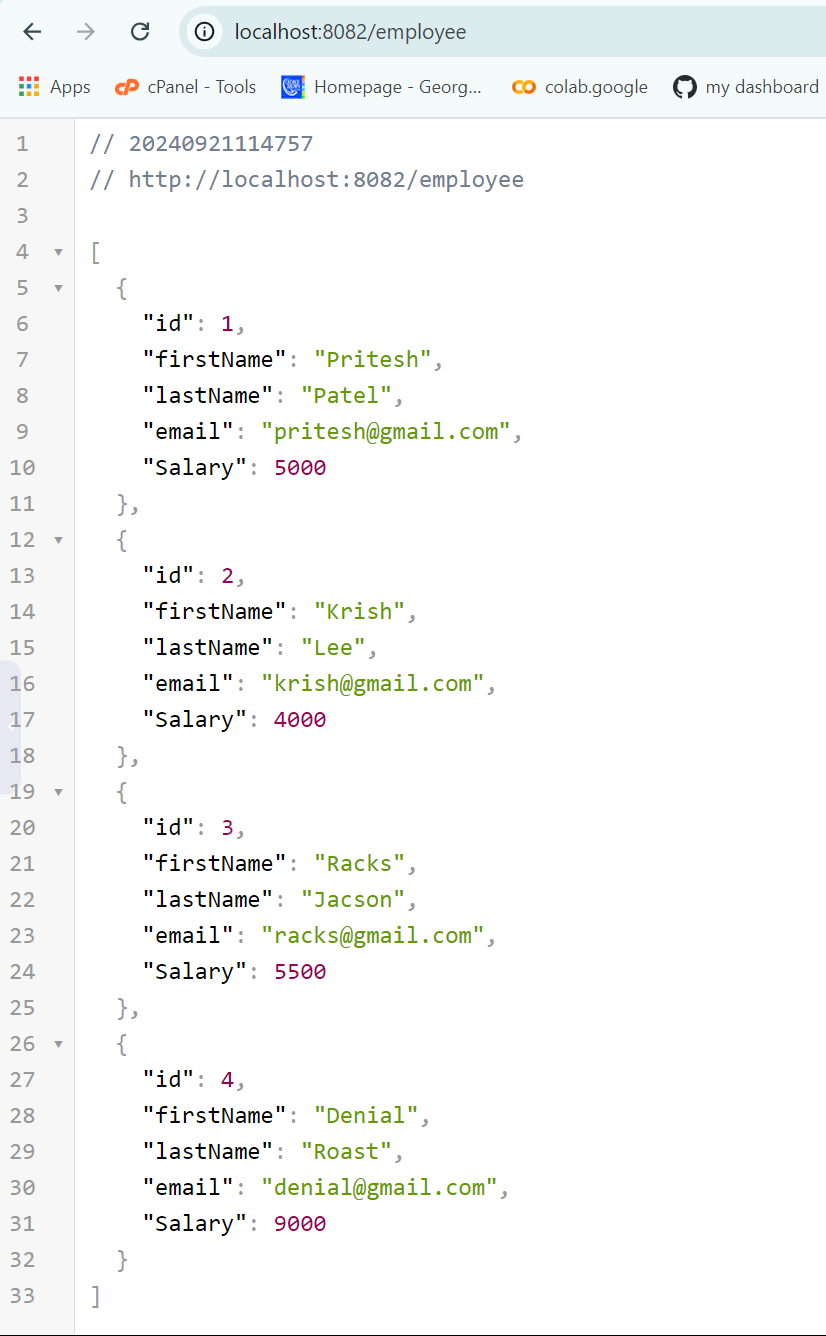 localhost:8082/employee
Apps cPanel - Tools Homepage - Georg... colab.google my dashboard
1 // 20240921114757
2 // http://localhost:8082/employee
3
4 [
5 {
6 "id": 1,
7 "firstName": "Pritesh",
8 "lastName": "Patel",
9 "email": "pritesh@gmail.com",
10 "Salary": 5000
11 },
12 {
13 "id": 2,
14 "firstName": "Krish",
15 "lastName": "Lee",
16 "email": "krish@gmail.com",
17 "Salary": 4000
18 },
19 {
20 "id": 3,
21 "firstName": "Racks",
22 "lastName": "Jacson",
23 "email": "racks@gmail.com",
24 "Salary": 5500
25 },
26 {
27 "id": 4,
28 "firstName": "Denial",
29 "lastName": "Roast",
30 "email": "denial@gmail.com",
31 "Salary": 9000
32 }
33 ]